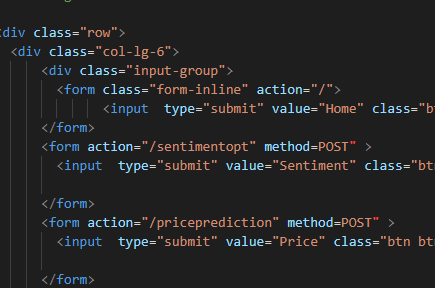 <div class="row">
<div class="col-lg-6">
<div class="input-group">
<form class="form-inline" action="/">
<input  type="submit" value="Home" class="bt
</form>
<form action="/sentimentopt" method=POST" >
<input  type="submit" value="Sentiment" class="btn
</form>
<form action="/priceprediction" method=POST" >
<input  type="submit" value="Price" class="btn bt
</form>